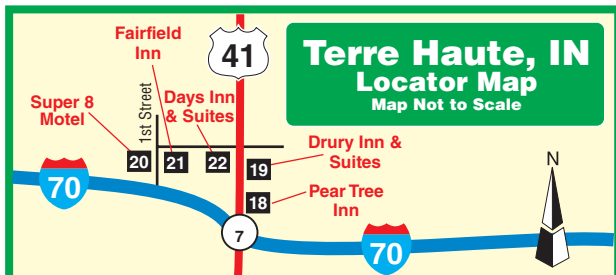 Fairfield
Inn
41
Terre Haute, IN
Locator Map
Map Not to Scale
Super 8
Motel
1st Street
Days Inn
& Suites
Drury Inn &
Suites
20
21
22
19
18
Pear Tree
Inn
70
7
70
N